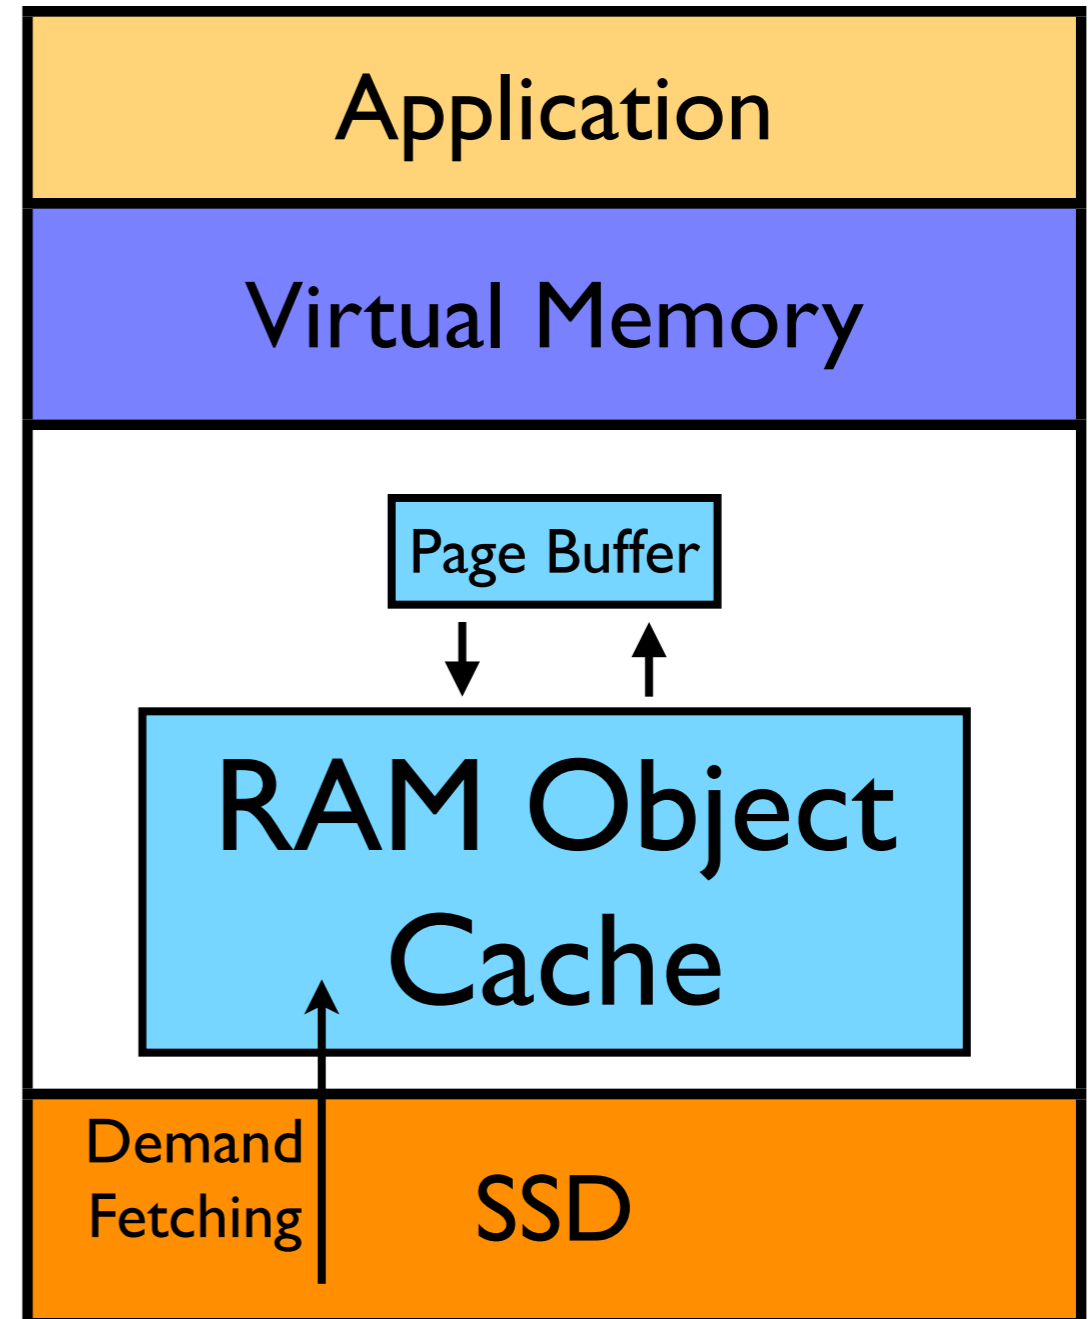 Application
Virtual Memory
Page Buffer
RAM Object
Cache
Demand
Fetching
SSD